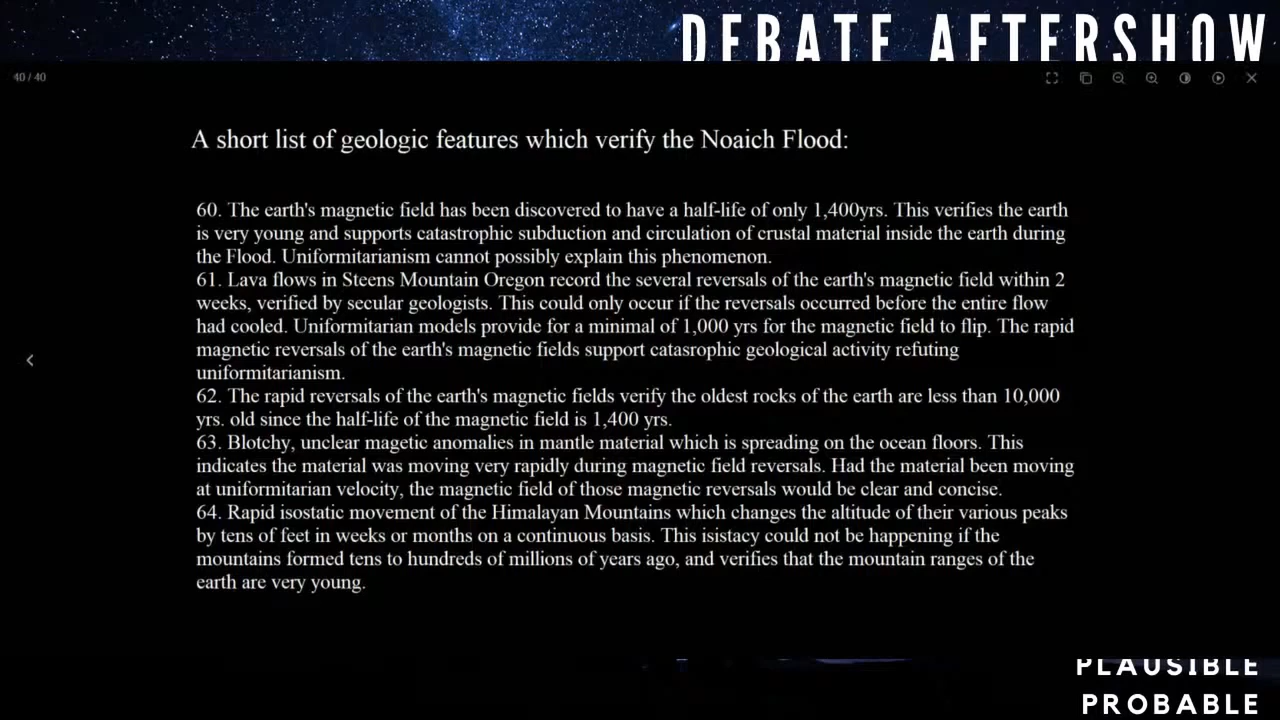 DEBATE AFTERSHOW
40 / 40
A short list of geologic features which verify the Noaich Flood:
60. The earth's magnetic field has been discovered to have a half-life of only 1,400yrs. This verifies the earth
is very young and supports catastrophic subduction and circulation of crustal material inside the earth during
the Flood. Uniformitarianism cannot possibly explain this phenomenon.
61. Lava flows in Steens Mountain Oregon record the several reversals of the earth's magnetic field within 2
weeks, verified by secular geologists. This could only occur if the reversals occurred before the entire flow
had cooled. Uniformitarian models provide for a minimal of 1,000 yrs for the magnetic field to flip. The rapid
magnetic reversals of the earth's magnetic fields support catasrophic geological activity refuting
uniformitarianism.
62. The rapid reversals of the earth's magnetic fields verify the oldest rocks of the earth are less than 10,000
yrs. old since the half-life of the magnetic field is 1,400 yrs.
63. Blotchy, unclear magetic anomalies in mantle material which is spreading on the ocean floors. This
indicates the material was moving very rapidly during magnetic field reversals. Had the material been moving
at uniformitarian velocity, the magnetic field of those magnetic reversals would be clear and concise.
64. Rapid isostatic movement of the Himalayan Mountains which changes the altitude of their various peaks
by tens of feet in weeks or months on a continuous basis. This isistacy could not be happening if the
mountains formed tens to hundreds of millions of years ago, and verifies that the mountain ranges of the
earth are very young.
PLAUSIBLE
PROBABLE